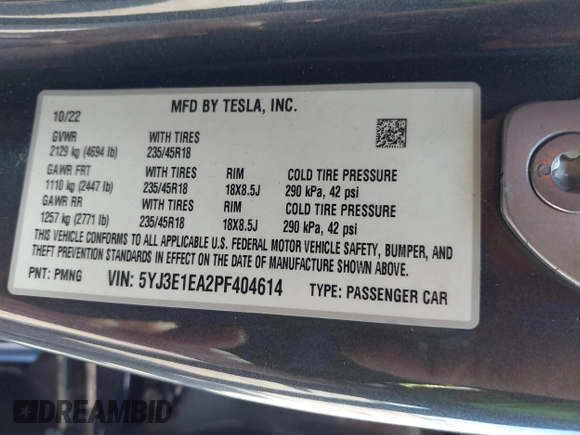 MFD BY TESLA, INC.
10/22
GVWR WITH TIRES
2129 kg (4694 lb) 235/45R18
GAWR FRT WITH TIRES RIM COLD TIRE PRESSURE
1110 kg (2447 lb) 235/45R18 18X8.5J 290 kPa, 42 psi
GAWR RR WITH TIRES RIM COLD TIRE PRESSURE
1257 kg (2771 lb) 235/45R18 18X8.5J 290 kPa, 42 psi
THIS VEHICLE CONFORMS TO ALL APPLICABLE U.S. FEDERAL MOTOR VEHICLE SAFETY, BUMPER, AND
THEFT PREVENTION STANDARDS IN EFFECT ON THE DATE OF MANUFACTURE SHOWN ABOVE.
PNT: PMNG VIN: 5YJ3E1EA2PF404614 TYPE: PASSENGER CAR
DREAMBID